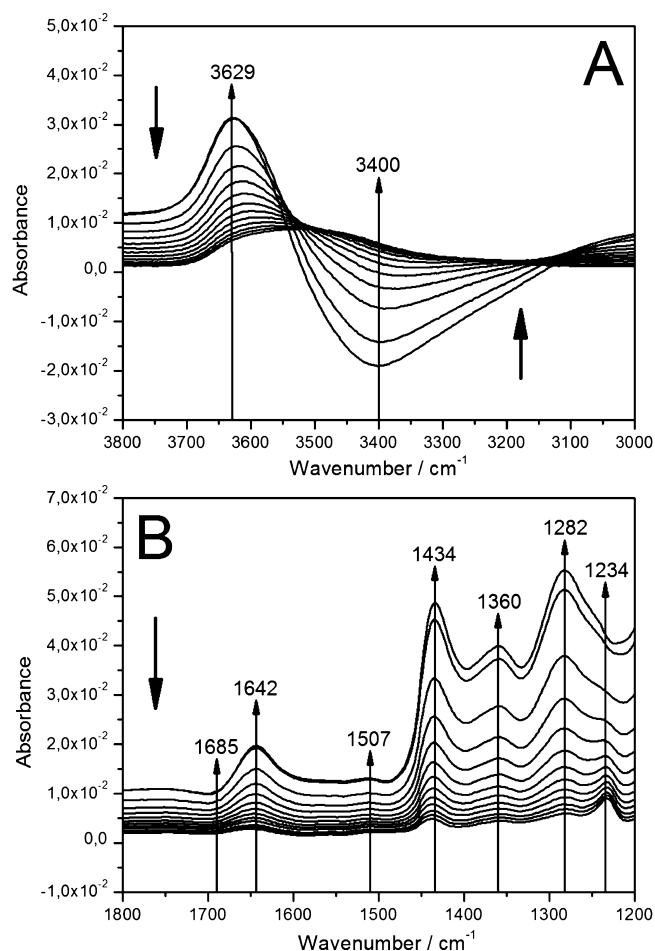 A
5,0x10-2
4,0x10-2
3,0x10-2
2,0x10-2
1,0x10-2
0,0
-1,0x10-2
-2,0x10-2
-3,0x10-2
Absorbance
3629
3400
3800 3700 3600 3500 3400 3300 3200 3100 3000
Wavenumber / cm-1
B
7,0x10-2
6,0x10-2
5,0x10-2
4,0x10-2
3,0x10-2
2,0x10-2
1,0x10-2
0,0
-1,0x10-2
Absorbance
1685
1642
1507
1434
1360
1282
1234
1800 1700 1600 1500 1400 1300 1200
Wavenumber / cm-1